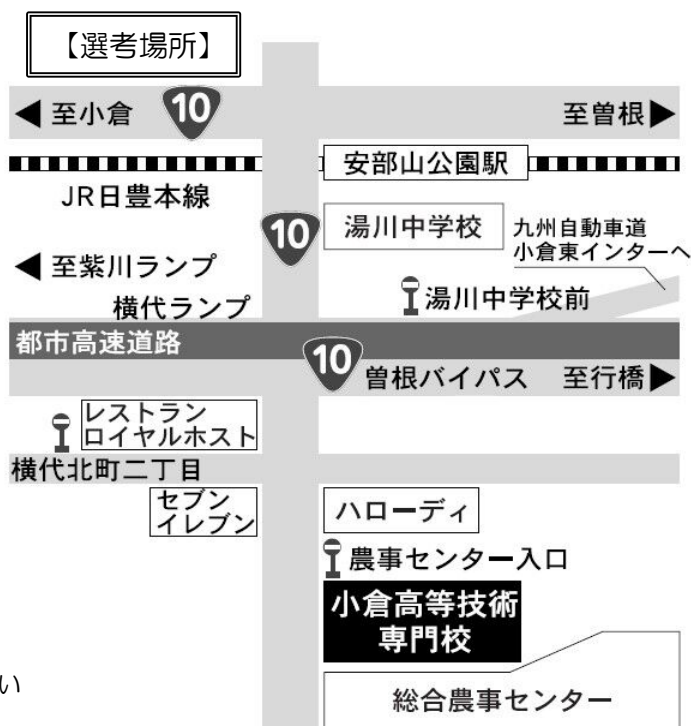 【選考場所】
◀至小倉 10 至曽根▶
安部山公園駅
JR日豊本線
10
湯川中学校
九州自動車道
小倉東インターへ
◀至紫川ランプ
横代ランプ
湯川中学校前
都市高速道路
10
曽根バイパス 至行橋▶
レストラン
ロイヤルホスト
横代北町二丁目
セブン
イレブン
ハローデイ
農事センター入口
小倉高等技術
専門校
総合農事センター
い